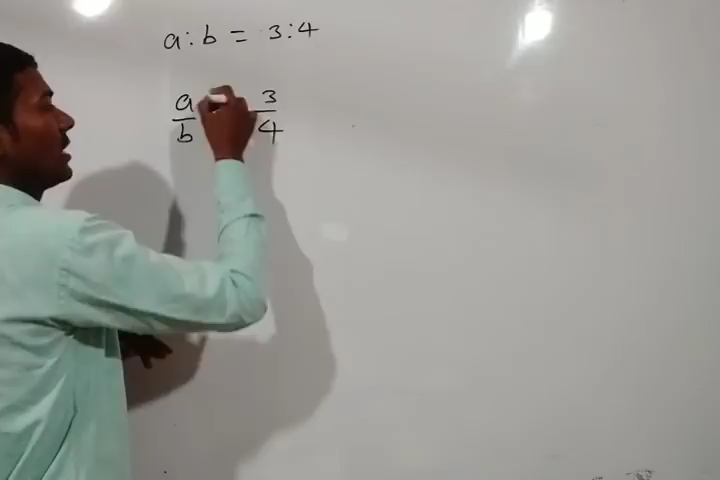 a : b = 3 : 4
a/b 3/4